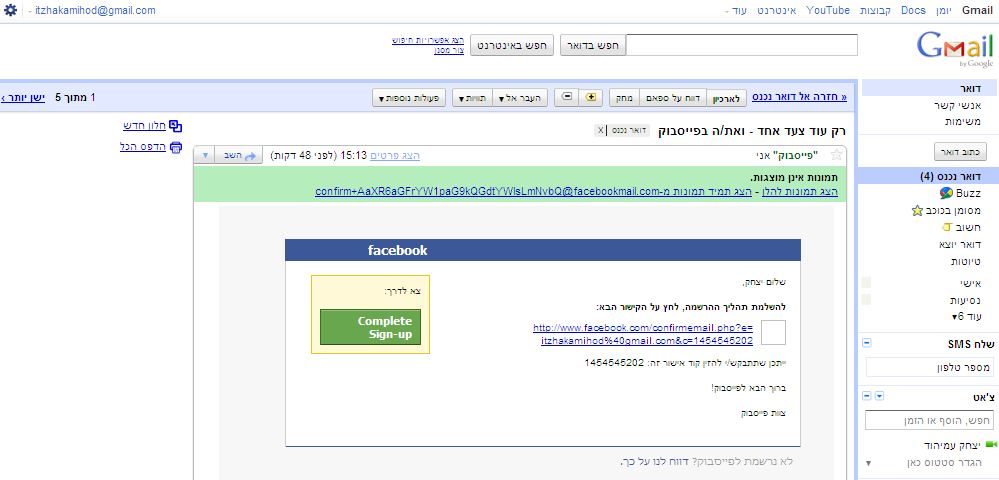 Gmail יומן Docs קבוצות YouTube אינטרנט עוד
itzhakamihod@gmail.com
Gmail
by Google
חפש בדואר
חפש באינטרנט
הצג אפשרויות חיפוש
צור מסנן
דואר
אנשי קשר
משימות
כתוב דואר
דואר נכנס (4)
Buzz
מסומן בכוכב
חשוב
דואר יוצא
טיוטות
אישי
נסיעות
עוד 6▾
שלח SMS
מספר טלפון
צ'אט
חפש, הוסף או הזמן
יצחק עמיהוד
הגדר סטטוס כאן
« חזרה אל דואר נכנס
לארכיון
דווח על ספאם
מחק
העבר אל ▾
תוויות ▾
פעולות נוספות ▾
1 מתוך 5
ישן יותר ›
רק עוד צעד אחד - ואת/ה בפייסבוק
דואר נכנס X
חלון חדש
הדפס הכל
"פייסבוק" אני
הצג פרטים 15:13 (לפני 48 דקות)
השב
תמונות אינן מוצגות.
הצג תמונות להלן - הצג תמיד תמונות מ-confirm+AaXR6aGFrYW1paG9kQGdtYWlsLmNvbQ@facebookmail.com
facebook
שלום יצחק,
להשלמת תהליך ההרשמה, לחץ על הקישור הבא:
http://www.facebook.com/confirmemail.php?e=
itzhakamihod%40gmail.com&c=1454545202
ייתכן שתתבקש/י להזין קוד אישור זה: 1454545202
ברוך הבא לפייסבוק!
צוות פייסבוק
צא לדרך:
Complete
Sign-up
לא נרשמת לפייסבוק? דווח לנו על כך.